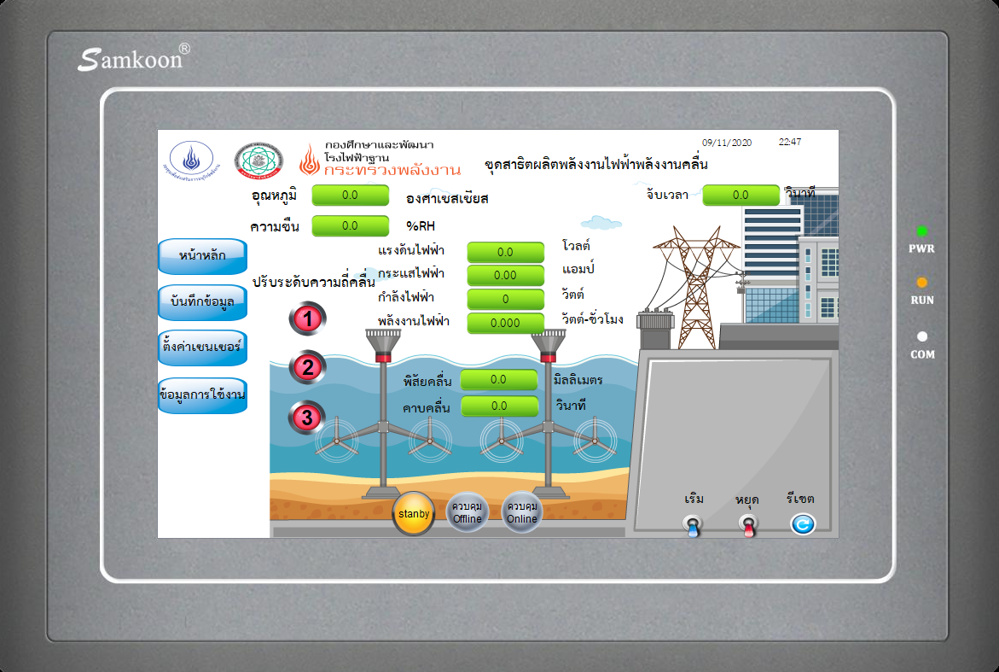 Samkoon®
09/11/2020 22:47
กองศึกษาและพัฒนา
โรงไฟฟ้าฐาน
กระทรวงพลังงาน
ชุดสาธิตผลิตพลังงานไฟฟ้าพลังงานคลื่น
อุณหภูมิ 0.0 องศาเซสเซียส
จับเวลา 0.0 วินาที
ความชืน 0.0 %RH
แรงดันไฟฟ้า 0.0 โวลต์
กระแสไฟฟ้า 0.00 แอมป์
กำลังไฟฟ้า 0 วัตต์
พลังงานไฟฟ้า 0.000 วัตต์-ชั่วโมง
หน้าหลัก
บันทึกข้อมูล
ตั้งค่าเซนเซอร์
ข้อมูลการใช้งาน
ปรับระดับความถี่คลื่น
1
2
3
พิสัยคลื่น 0.0 มิลลิเมตร
คาบคลื่น 0.0 วินาที
stanby
ควบคุม
Offline
ควบคุม
Online
เริ่ม
หยุด
รีเซต
PWR
RUN
COM